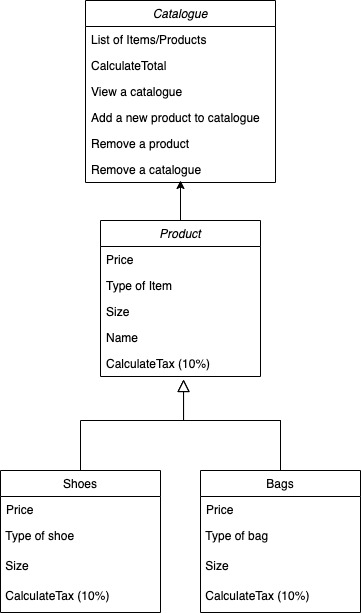 Catalogue
List of Items/Products
CalculateTotal
View a catalogue
Add a new product to catalogue
Remove a product
Remove a catalogue
Product
Price
Type of Item
Size
Name
CalculateTax (10%)
Shoes
Price
Type of shoe
Size
CalculateTax (10%)
Bags
Price
Type of bag
Size
CalculateTax (10%)